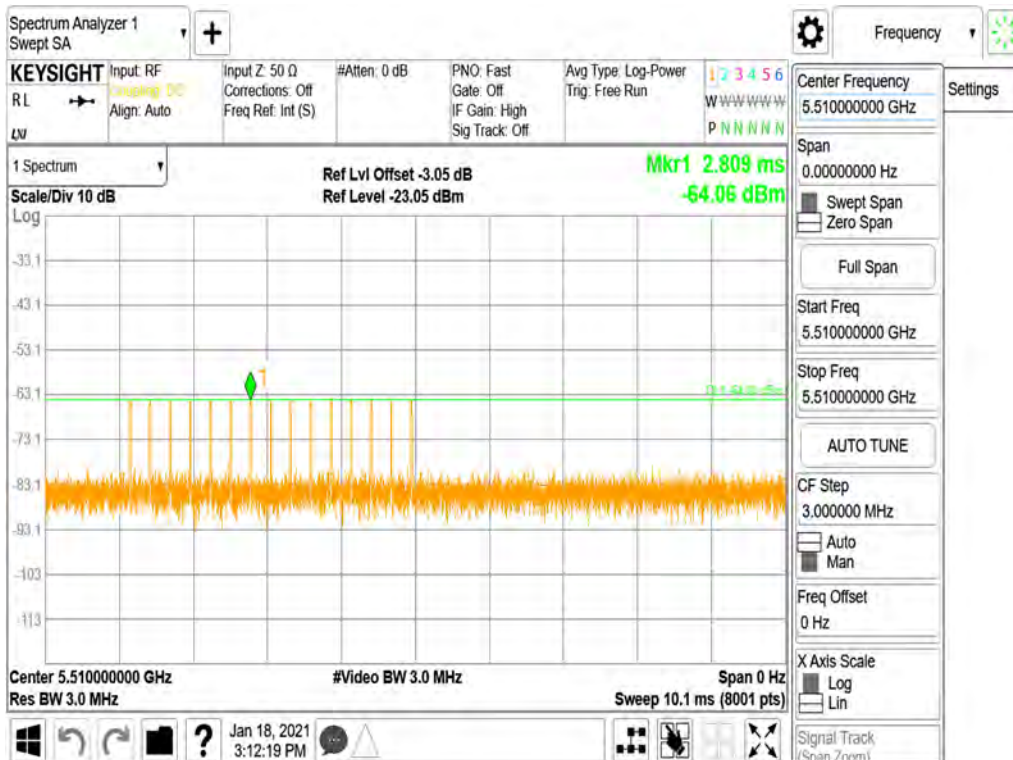 Spectrum Analyzer 1
Swept SA
+
Frequency
KEYSIGHT
RL
LXI
Input: RF
Coupling: DC
Align: Auto
Input Z: 50 Ω
Corrections: Off
Freq Ref: Int (S)
#Atten: 0 dB
PNO: Fast
Gate: Off
IF Gain: High
Sig Track: Off
Avg Type: Log-Power
Trig: Free Run
1 2 3 4 5 6
W W W W W W
P N N N N N
1 Spectrum
Scale/Div 10 dB
Ref Lvl Offset -3.05 dB
Ref Level -23.05 dBm
Mkr1 2.809 ms
-64.06 dBm
Log
-33.1
-43.1
-53.1
-63.1
-73.1
-83.1
-93.1
-103
-113
1
Center 5.510000000 GHz
Res BW 3.0 MHz
#Video BW 3.0 MHz
Span 0 Hz
Sweep 10.1 ms (8001 pts)
Jan 18, 2021
3:12:19 PM
?
Center Frequency
5.510000000 GHz
Settings
Span
0.00000000 Hz
Swept Span
Zero Span
Full Span
Start Freq
5.510000000 GHz
Stop Freq
5.510000000 GHz
AUTO TUNE
CF Step
3.000000 MHz
Auto
Man
Freq Offset
0 Hz
X Axis Scale
Log
Lin
Signal Track
(Span Zoom)